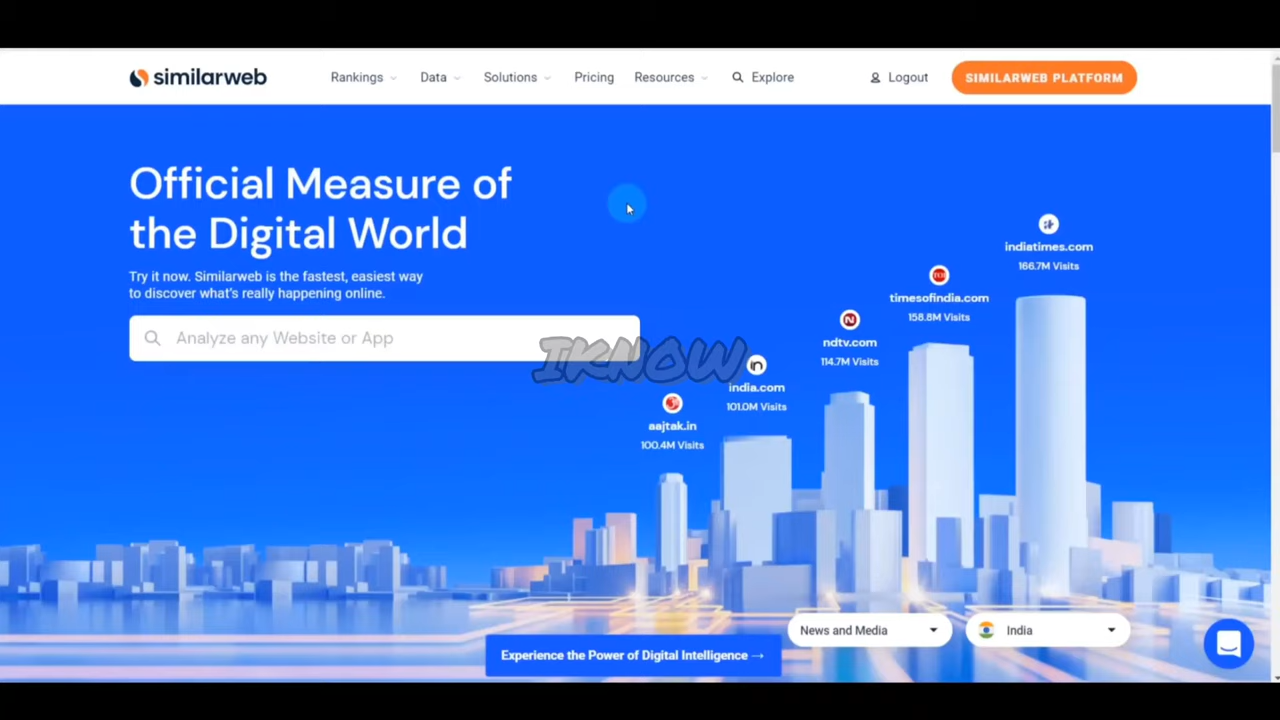 similarweb
Rankings
Data
Solutions
Pricing
Resources
Explore
Logout
SIMILARWEB PLATFORM
Official Measure of
the Digital World
Try it now. Similarweb is the fastest, easiest way
to discover what's really happening online.
Analyze any Website or App
IKNOW
indiatimes.com
166.7M Visits
timesofindia.com
158.8M Visits
ndtv.com
114.7M Visits
in
india.com
101.0M Visits
aajtak.in
100.4M Visits
News and Media
India
Experience the Power of Digital Intelligence →